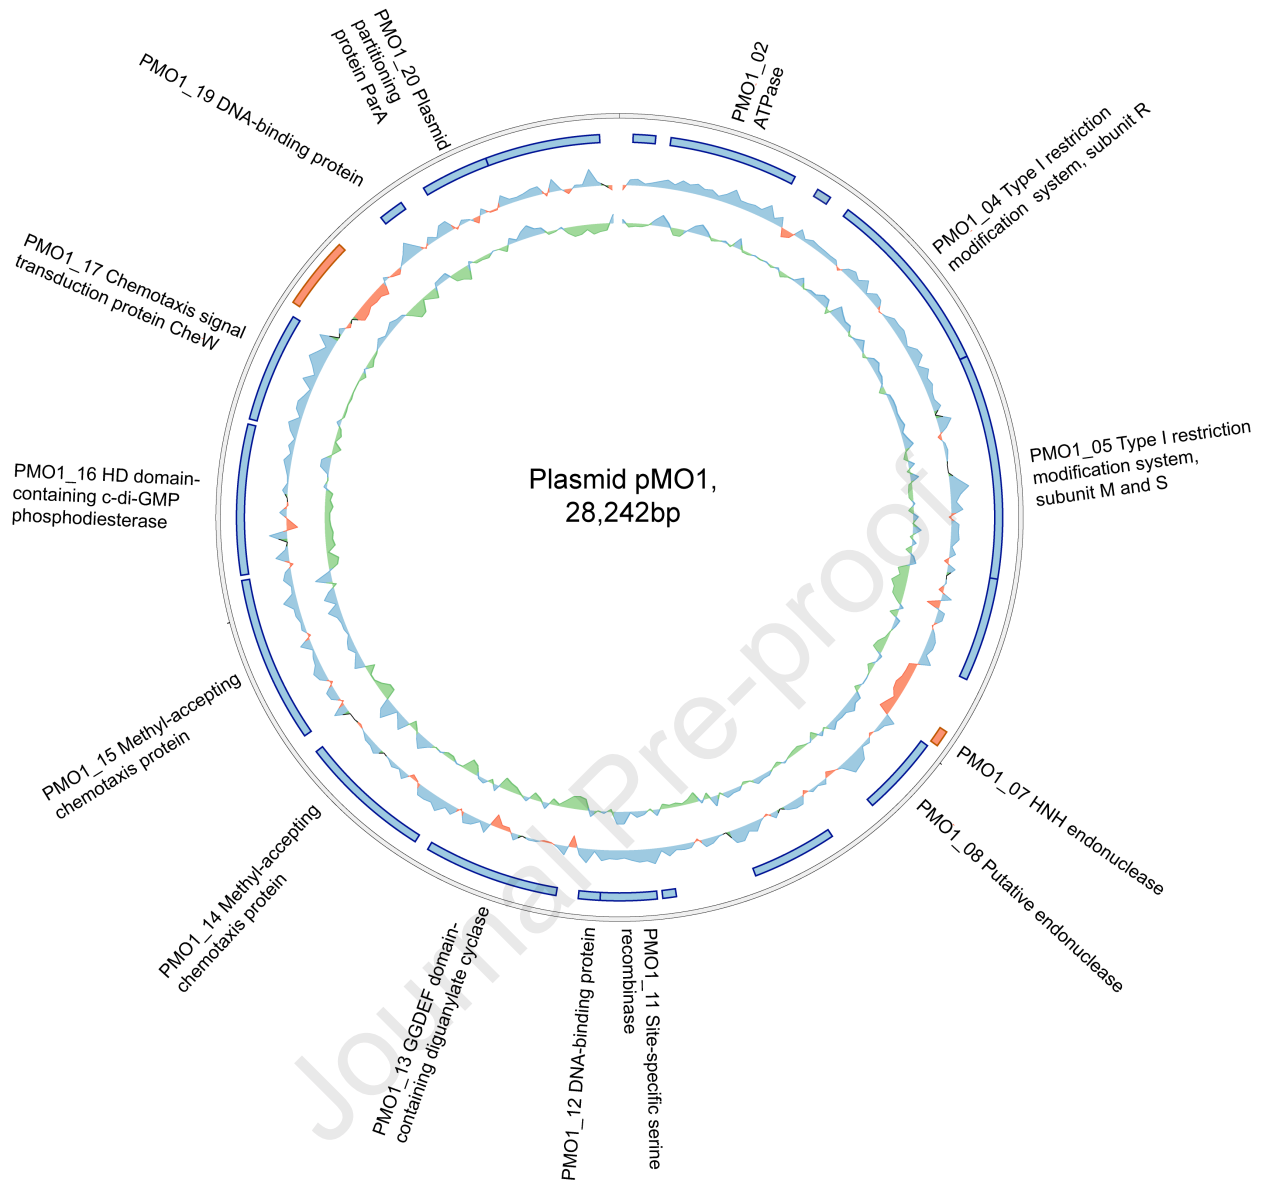 PMO1_20 Plasmid
partitioning
protein ParA
PMO1_02
ATPase
PMO1_04 Type I restriction
modification system, subunit R
PMO1_05 Type I restriction
modification system,
subunit M and S
PMO1_07 HNH endonuclease
PMO1_08 Putative endonuclease
PMO1_11 Site-specific serine
recombinase
PMO1_12 DNA-binding protein
PMO1_13 GGDEF domain-
containing diguanylate cyclase
PMO1_14 Methyl-accepting
chemotaxis protein
PMO1_15 Methyl-accepting
chemotaxis protein
PMO1_16 HD domain-
containing c-di-GMP
phosphodiesterase
PMO1_17 Chemotaxis signal
transduction protein CheW
PMO1_19 DNA-binding protein
Plasmid pMO1,
28,242bp
Journal Pre-proof